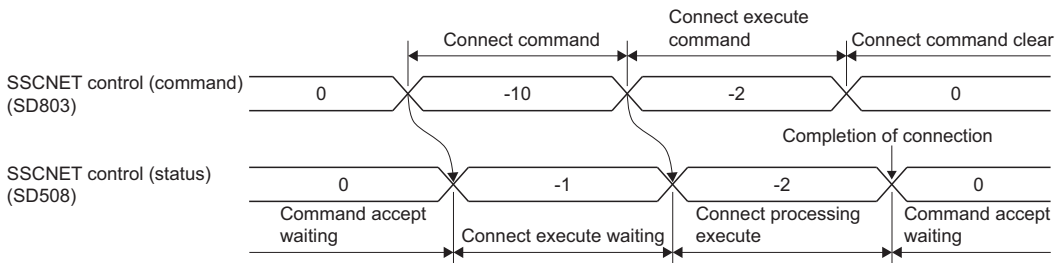 Connect command
Connect execute
command
Connect command clear
SSCNET control (command)
(SD803)
0
-10
-2
0
Completion of connection
SSCNET control (status)
(SD508)
0
-1
-2
0
Command accept
waiting
Connect execute waiting
Connect processing
execute
Command accept
waiting